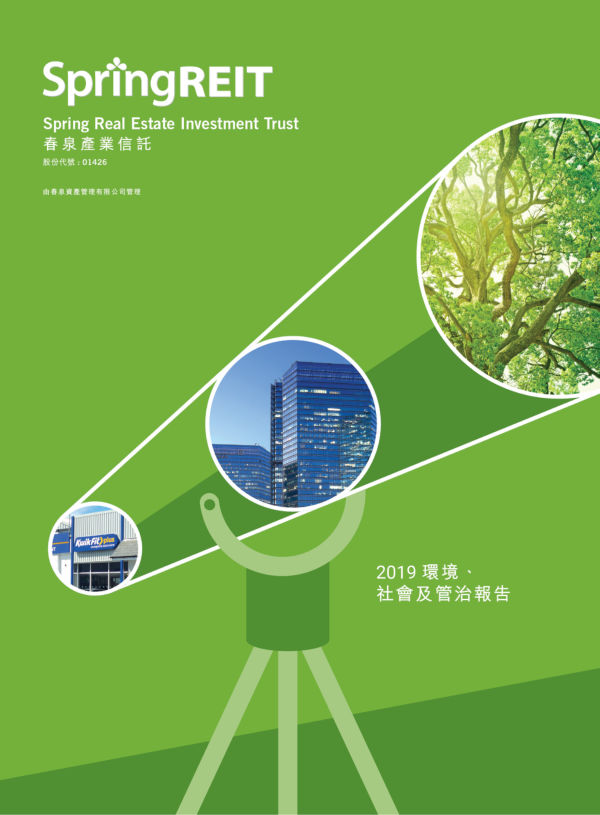 SpringREIT
Spring Real Estate Investment Trust
春泉產業信託
股份代號：01426
由春泉資產管理有限公司管理
KwikFit plus
2019 環境、
社會及管治報告